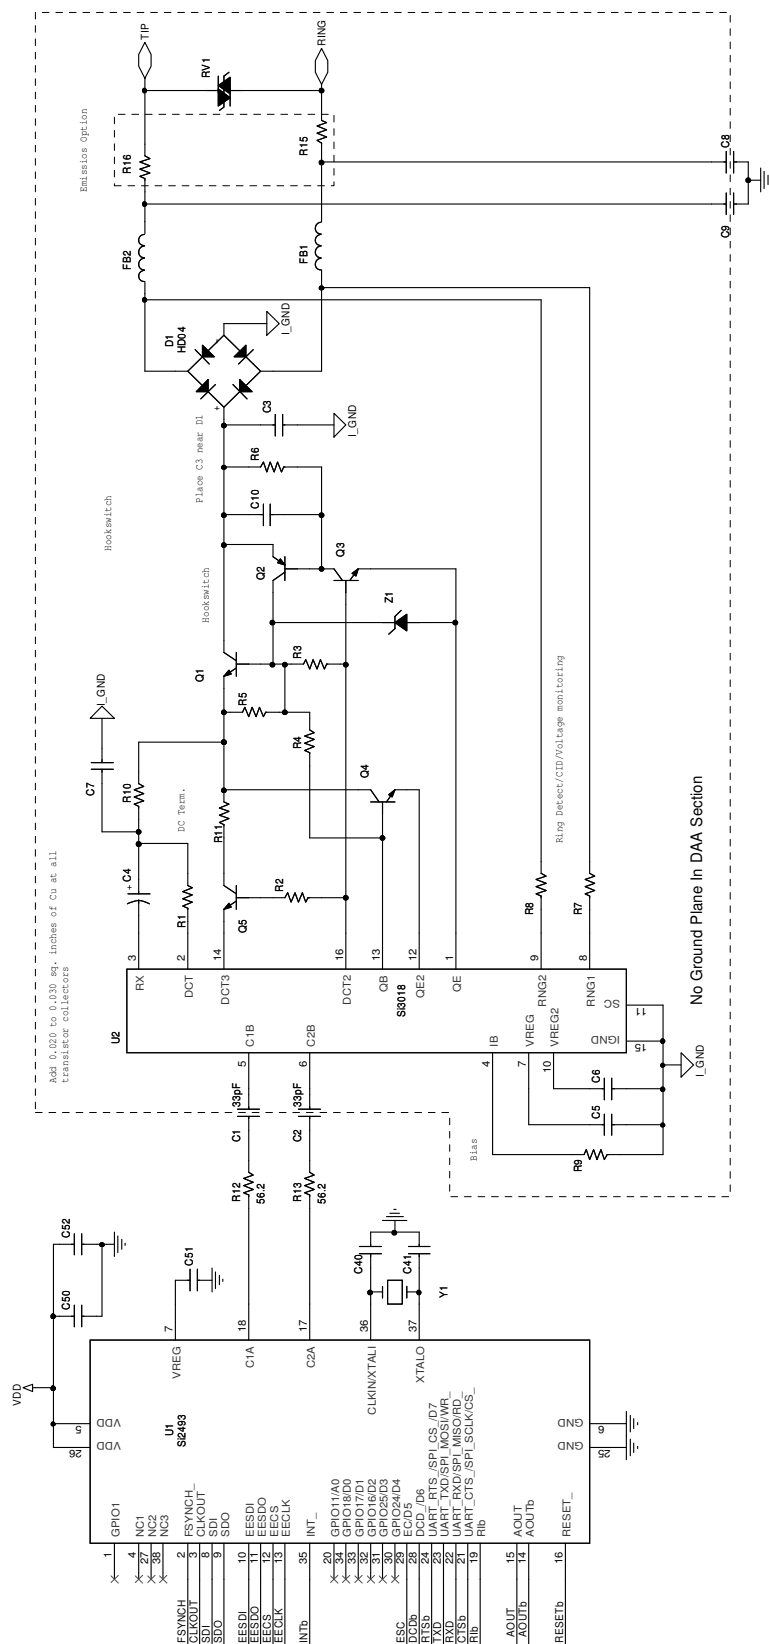 No Ground Plane In DAA Section
Add 0.020 to 0.030 sq. inches of Cu at all
transistor collectors
Hookswitch
Hookswitch
Place C3 near D1
Emissios Option
DC Term.
Ring Detect/CID/Voltage monitoring
Bias
TIP
RING
RV1
R16
R15
FB2
FB1
C8
C9
D1
HD04
+
I_GND
C3
I_GND
R6
C10
Q2
Q3
Z1
Q1
R3
R5
R4
Q4
C7
I_GND
R10
R11
C4
+
R1
Q5
R2
R8
R7
U2
Si3018
3 RX
2 DCT
14 DCT3
16 DCT2
13 QB
12 QE2
1 QE
9 RNG2
8 RNG1
11 SC
15 IGND
5 C1B
6 C2B
4 IB
7 VREG
10 VREG2
C6
C5
R9
I_GND
C1
33pF
C2
33pF
R12
56.2
R13
56.2
C52
C50
VDD
C51
C40
C41
Y1
U1
Si2493
5 VDD
26 VDD
7 VREG
18 C1A
17 C2A
36 CLKIN/XTALI
37 XTALO
6 GND
25 GND
1 GPIO1
4 NC1
27 NC2
38 NC3
FSYNCH 2 FSYNCH_
CLKOUT 3 CLKOUT
SDI 8 SDI
SDO 9 SDO
EESDI 10 EESDI
EESDO 11 EESDO
EECS 12 EECS
EECLK 13 EECLK
INTb 35 INT_
20 GPIO11/A0
34 GPIO18/D0
33 GPIO17/D1
32 GPIO16/D2
31 GPIO25/D3
30 GPIO24/D4
ESC 29 EC/D5
DCDb 28 DCD_/D6
RTSb 24 UART_RTS_/SPI_CS_/D7
TXD 23 UART_TXD/SPI_MOSI/WR_
RXD 22 UART_RXD/SPI_MISO/RD_
CTSb 21 UART_CTS_/SPI_SCLK/CS_
RIb 19 RIb
AOUT 15 AOUT
AOUTb 14 AOUTb
RESETb 16 RESET_